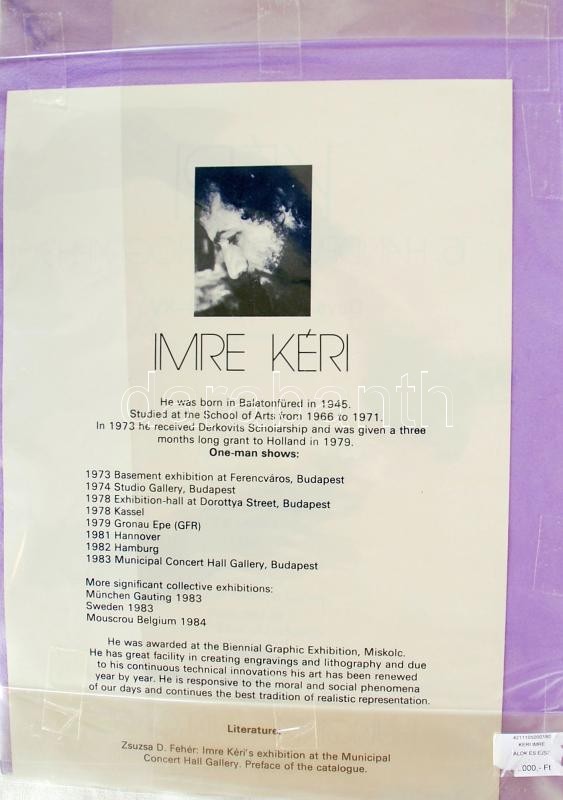 IMRE KÉRI
darabanth
He was born in Balatonfüred in 1945.
Studied at the School of Arts from 1966 to 1971.
In 1973 he received Derkovits Scholarship and was given a three
months long grant to Holland in 1979.
One-man shows:
1973 Basement exhibition at Ferencváros, Budapest
1974 Studio Gallery, Budapest
1978 Exhibition-hall at Dorottya Street, Budapest
1978 Kassel
1979 Gronau Epe (GFR)
1981 Hannover
1982 Hamburg
1983 Municipal Concert Hall Gallery, Budapest
More significant collective exhibitions:
München Gauting 1983
Sweden 1983
Mouscrou Belgium 1984
He was awarded at the Biennial Graphic Exhibition, Miskolc.
He has great facility in creating engravings and lithography and due
to his continuous technical innovations his art has been renewed
year by year. He is responsive to the moral and social phenomena
of our days and continues the best tradition of realistic representation.
Literature:
Zsuzsa D. Fehér: Imre Kéri's exhibition at the Municipal
Concert Hall Gallery. Preface of the catalogue.
KERI IMRE
000,- Ft